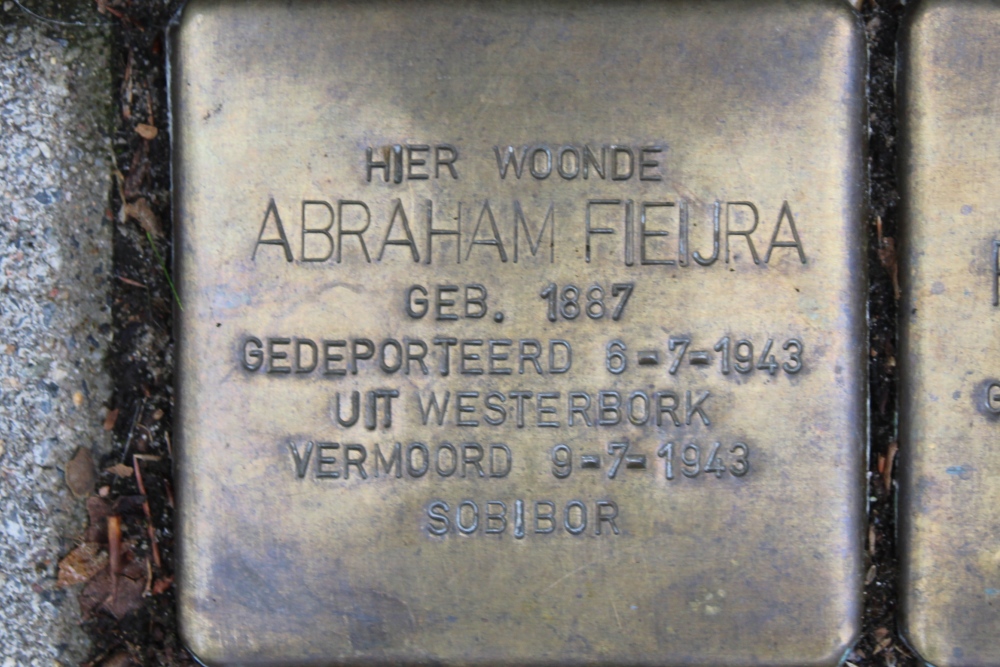 HIER WOONDE
ABRAHAM FIEIJRA
GEB. 1887
GEDEPORTEERD 6-7-1943
UIT WESTERBORK
VERMOORD 9-7-1943
SOBIBOR